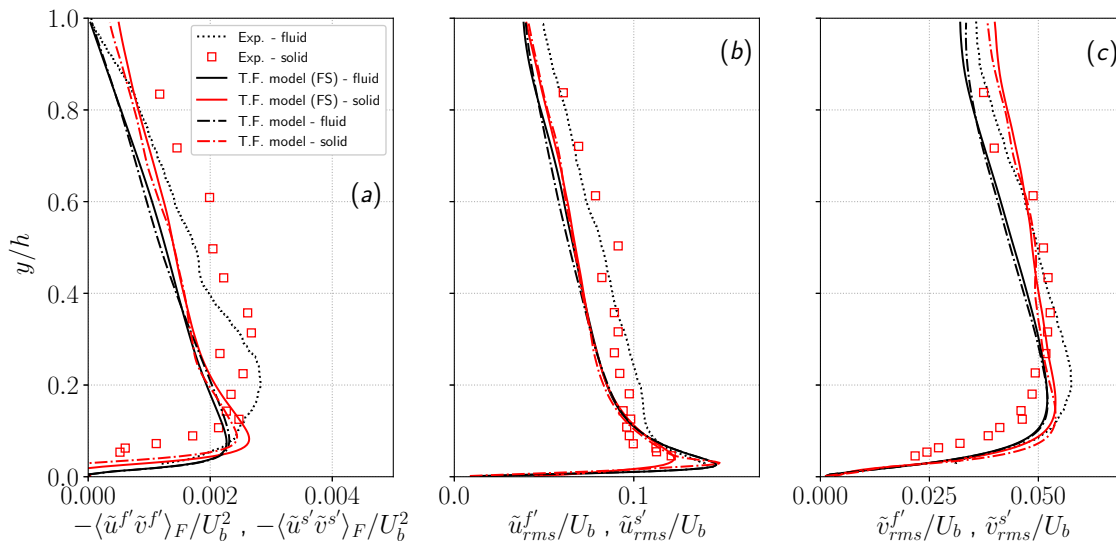 1.0
0.8
0.6
0.4
0.2
0.0
y/h
Exp. - fluid
Exp. - solid
T.F. model (FS) - fluid
T.F. model (FS) - solid
T.F. model - fluid
T.F. model - solid
(a)
(b)
(c)
0.000 0.002 0.004
0.1
0.000 0.025 0.050
−⟨ũ^{f′}ṽ^{f′}⟩_F/U_b^2 , −⟨ũ^{s′}ṽ^{s′}⟩_F/U_b^2
ũ^{f′}_{rms}/U_b , ũ^{s′}_{rms}/U_b
ṽ^{f′}_{rms}/U_b , ṽ^{s′}_{rms}/U_b